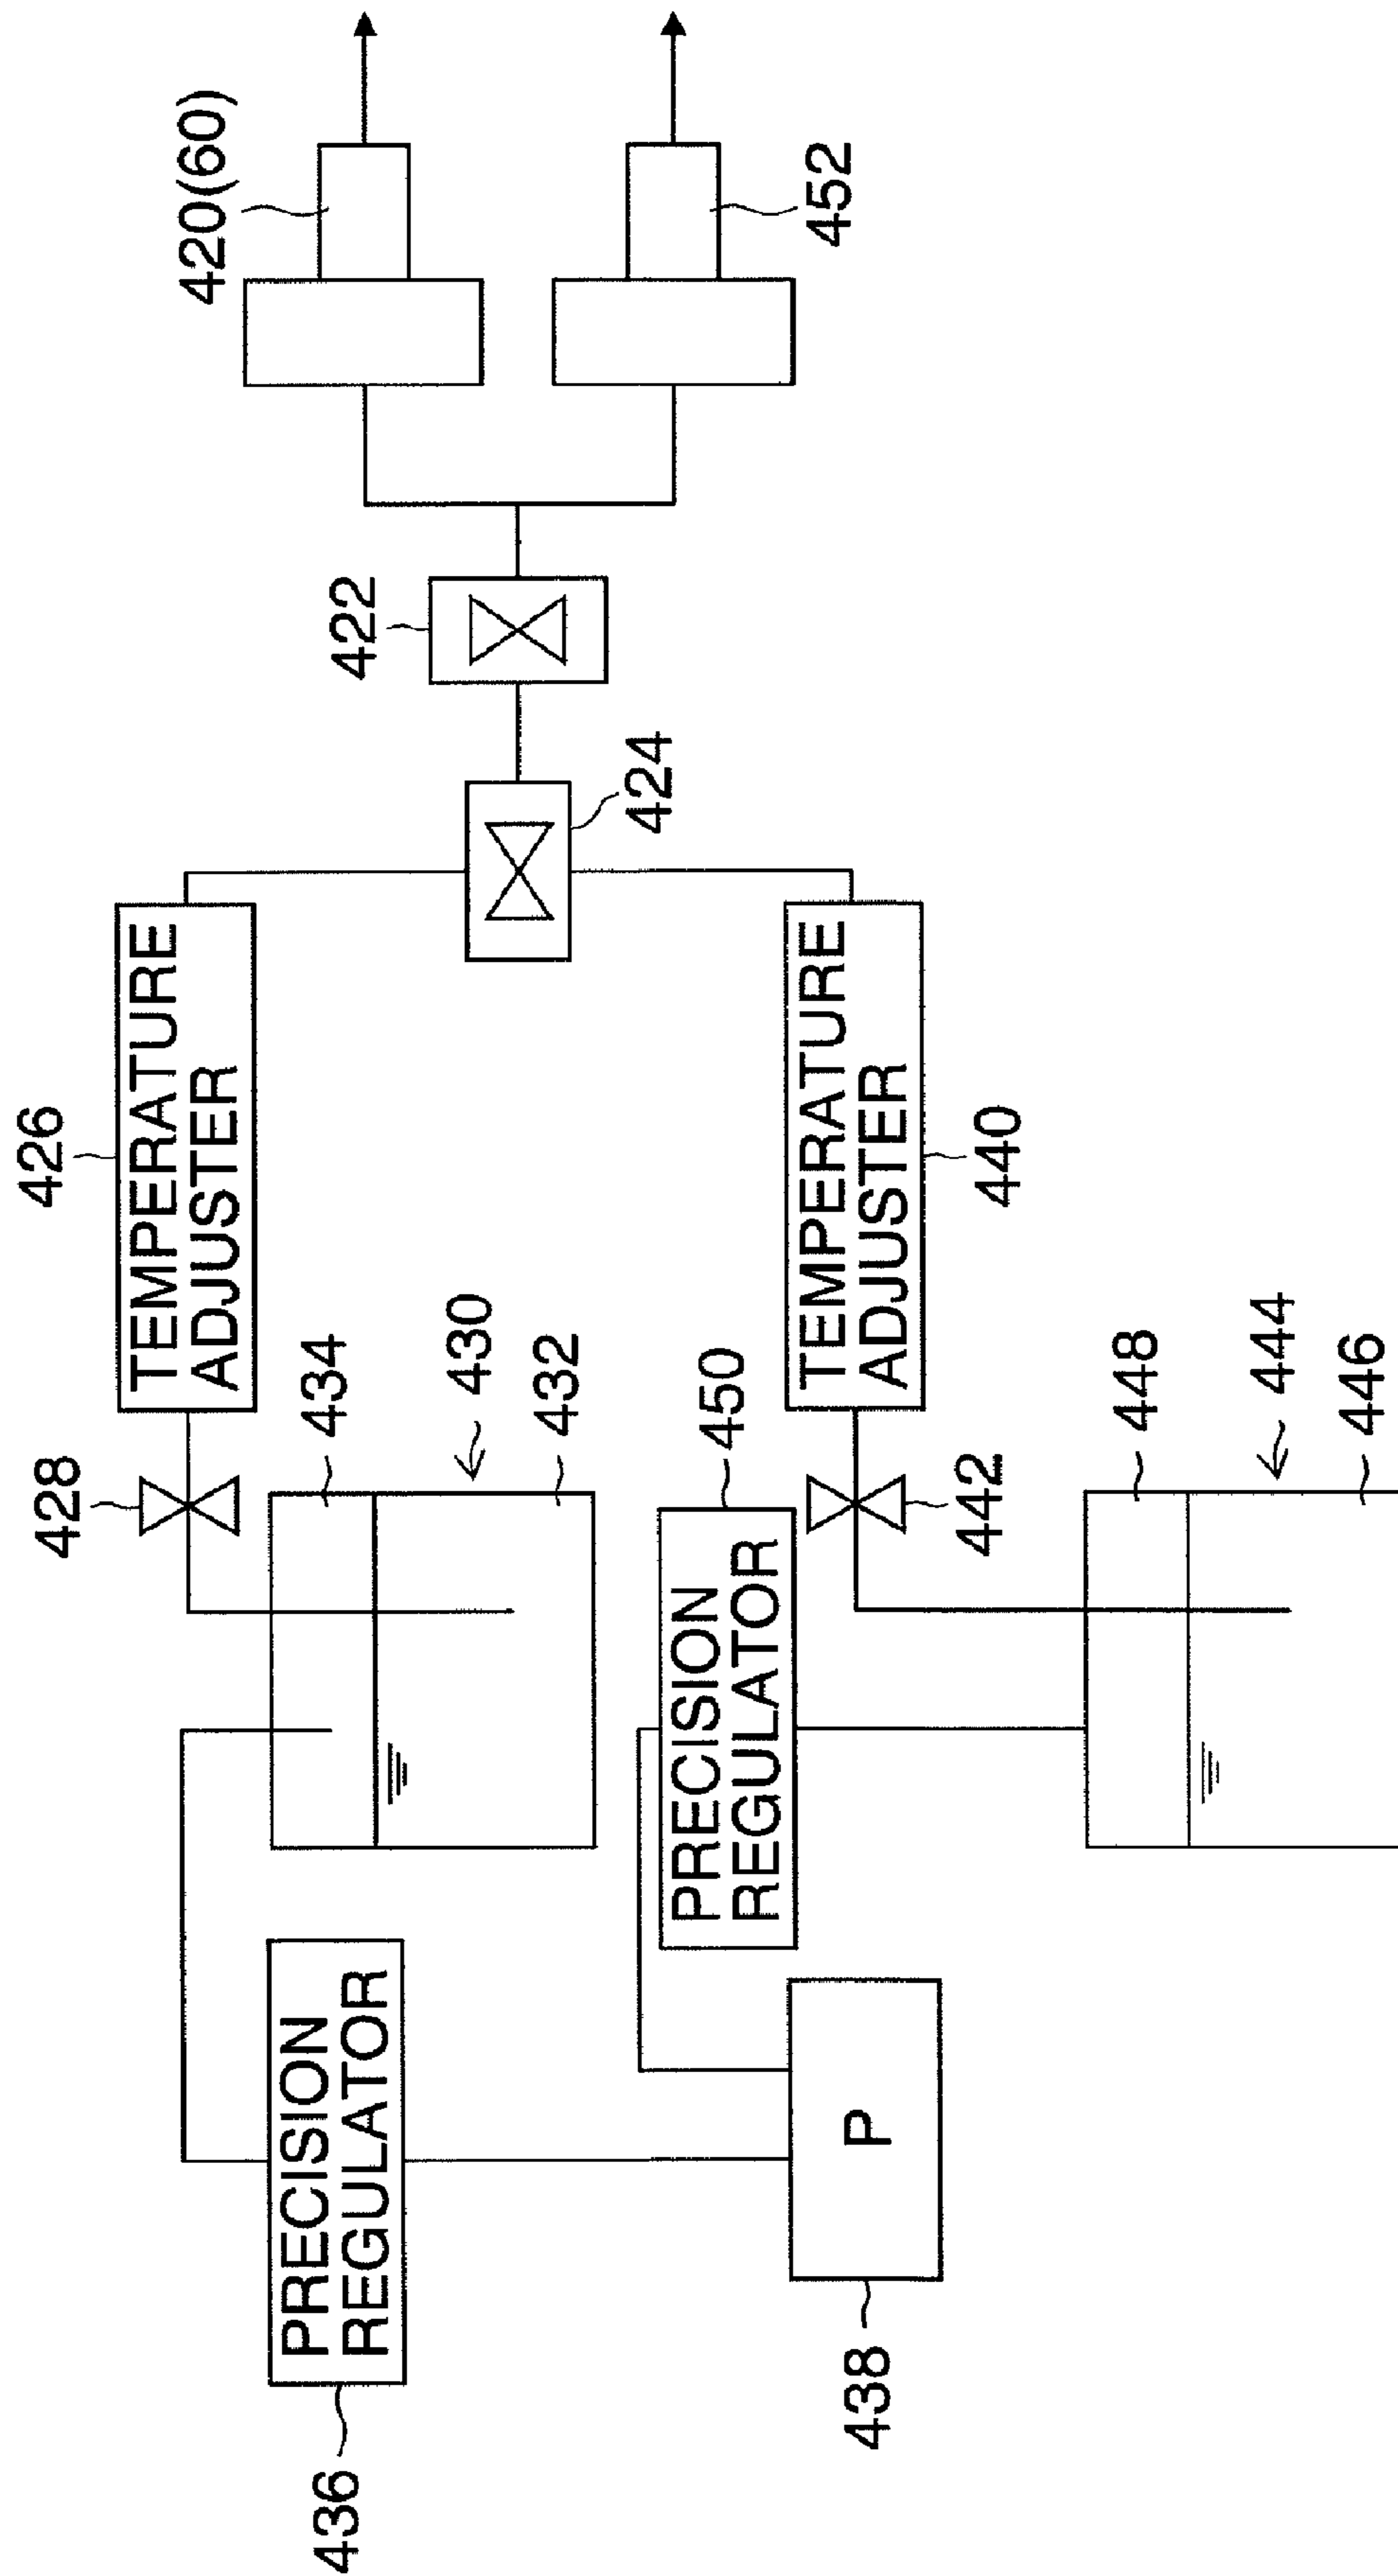 420(60)
452
422
424
426
TEMPERATURE
ADJUSTER
TEMPERATURE
ADJUSTER
440
428
434
430
432
450
PRECISION
REGULATOR
442
448
444
446
PRECISION
REGULATOR
436
P
438